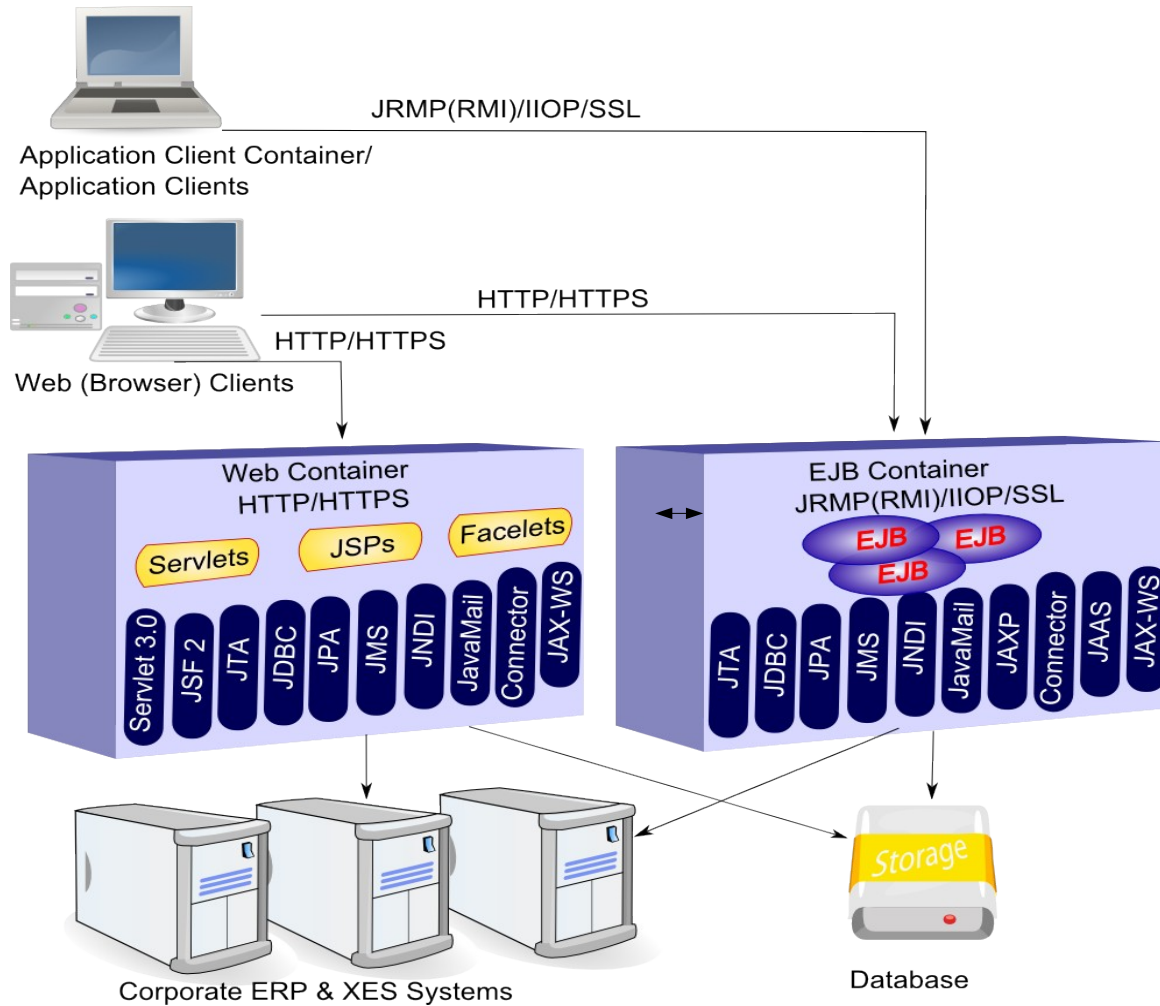 JRMP(RMI)/IIOP/SSL
Application Client Container/
Application Clients
HTTP/HTTPS
HTTP/HTTPS
Web (Browser) Clients
Web Container
HTTP/HTTPS
Servlets
JSPs
Facelets
Servlet 3.0
JSF 2
JTA
JDBC
JPA
JMS
JNDI
JavaMail
Connector
JAX-WS
EJB Container
JRMP(RMI)/IIOP/SSL
EJB
EJB
EJB
JTA
JDBC
JPA
JMS
JNDI
JavaMail
JAXP
Connector
JAAS
JAX-WS
Storage
Corporate ERP & XES Systems
Database